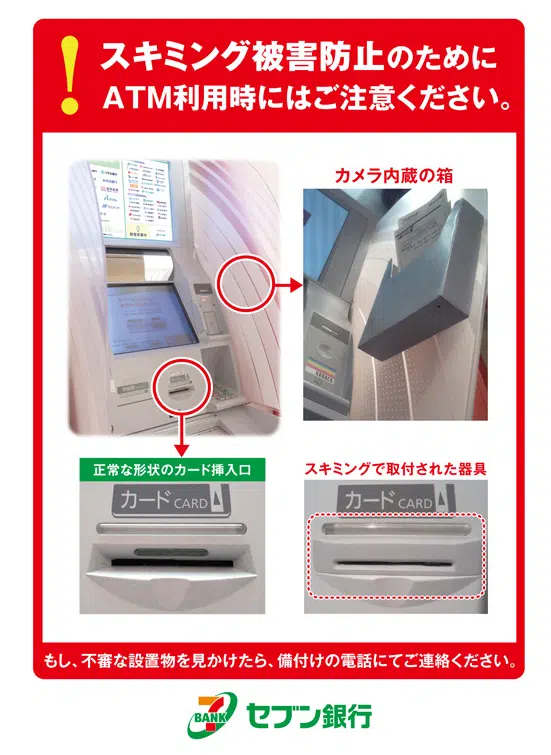 スキミング被害防止のために
ATM利用時にはご注意ください。
カメラ内蔵の箱
正常な形状のカード挿入口
スキミングで取付された器具
カード CARD
カード CARD
もし、不審な設置物を見かけたら、備付けの電話にてご連絡ください。
7
BANK
セブン銀行